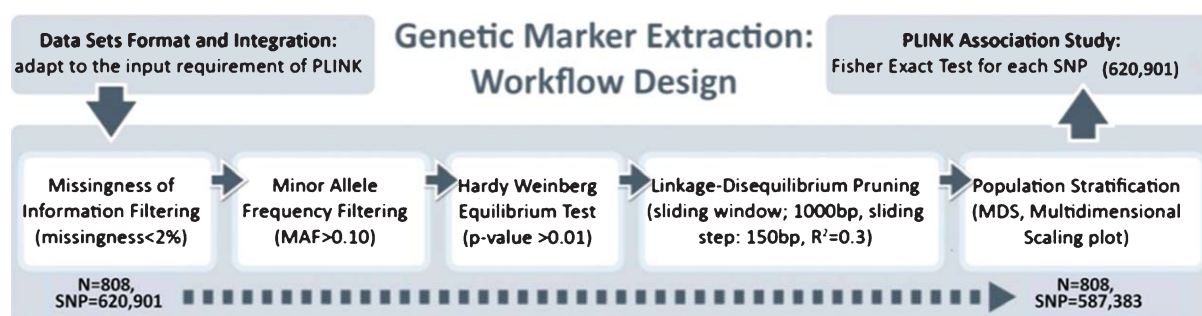 Data Sets Format and Integration:
adapt to the input requirement of PLINK
Genetic Marker Extraction:
Workflow Design
PLINK Association Study:
Fisher Exact Test for each SNP (620,901)
Missingness of
Information Filtering
(missingness<2%)
Minor Allele
Frequency Filtering
(MAF>0.10)
Hardy Weinberg
Equilibrium Test
(p-value >0.01)
Linkage-Disequilibrium Pruning
(sliding window; 1000bp, sliding
step: 150bp, R²=0.3)
Population Stratification
(MDS, Multidimensional
Scaling plot)
N=808,
SNP=620,901
N=808,
SNP=587,383